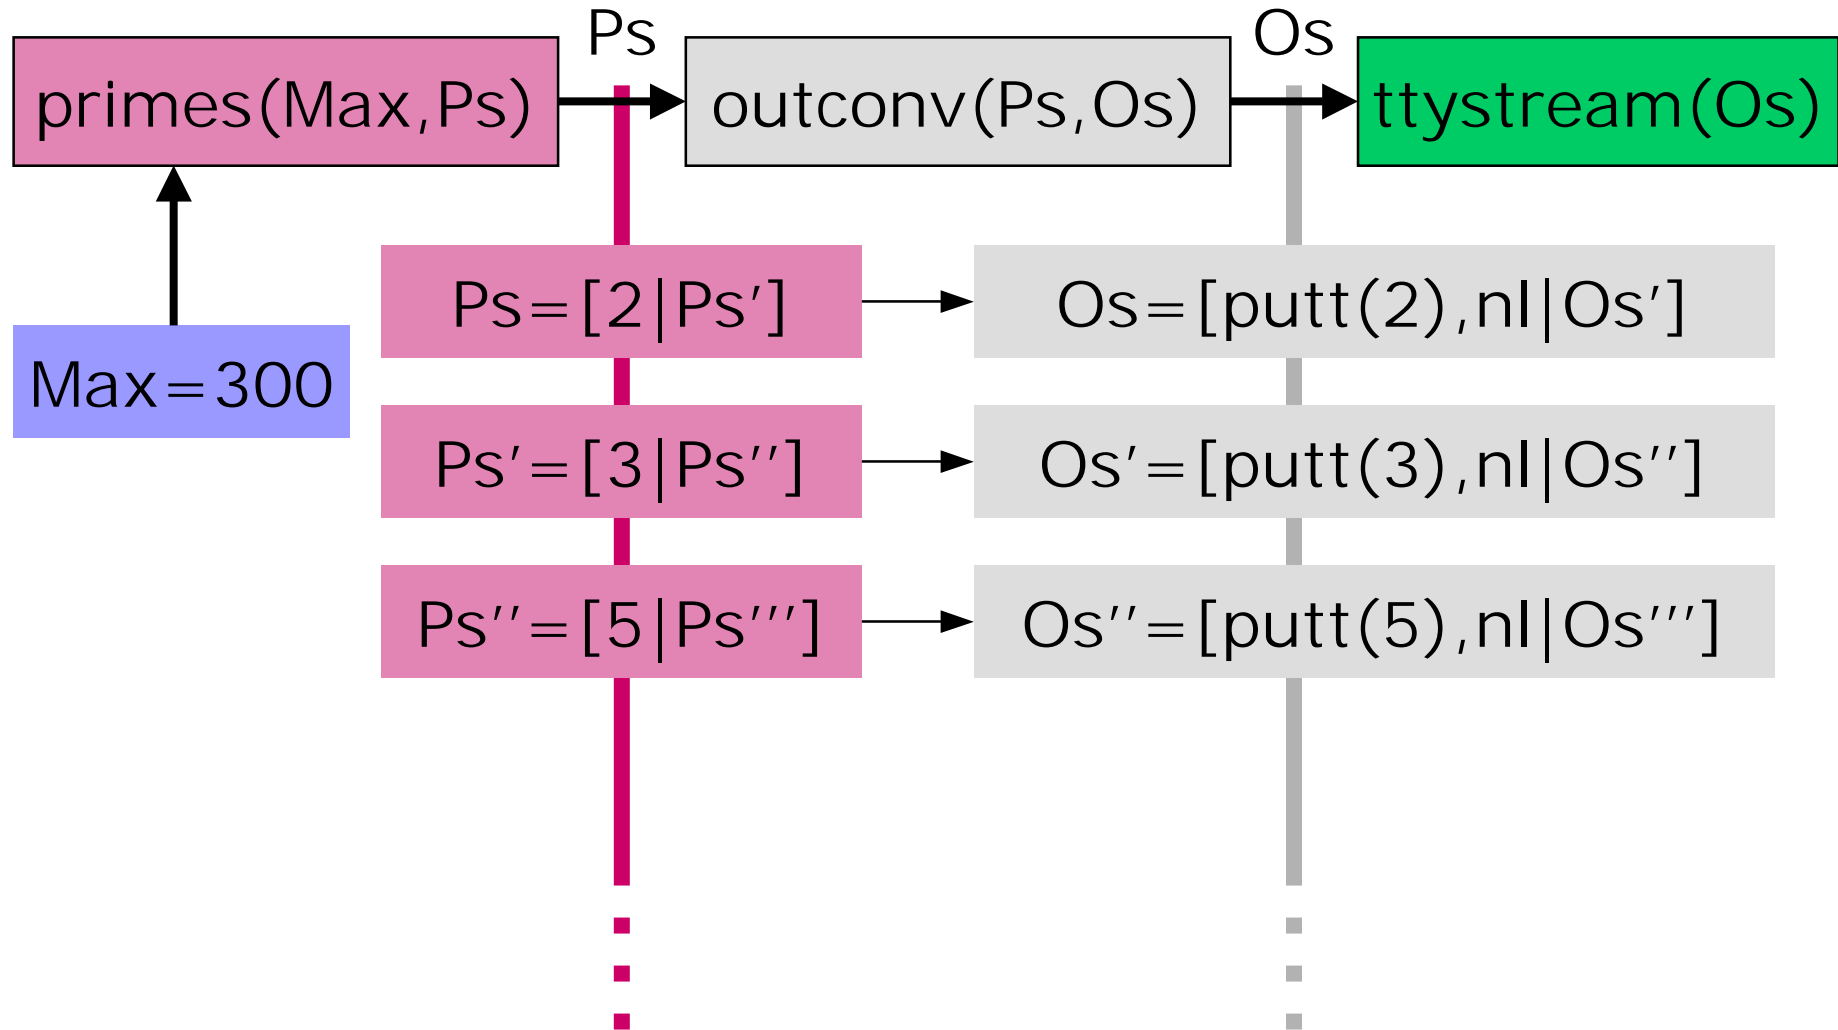 Ps
Os
primes(Max,Ps)
outconv(Ps,Os)
ttystream(Os)
Ps=[2|Ps']
Os=[putt(2),nl|Os']
Max=300
Ps'=[3|Ps'']
Os'=[putt(3),nl|Os'']
Ps''=[5|Ps''']
Os''=[putt(5),nl|Os''']